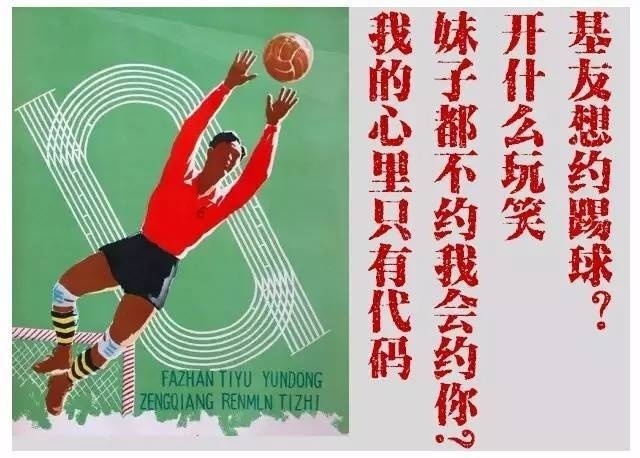 基友想约踢球？
开什么玩笑
妹子都不约我会约你？
我的心里只有代码
FAZHAN TIYU YUNDONG
ZENGQIANG RENMLN TIZHI